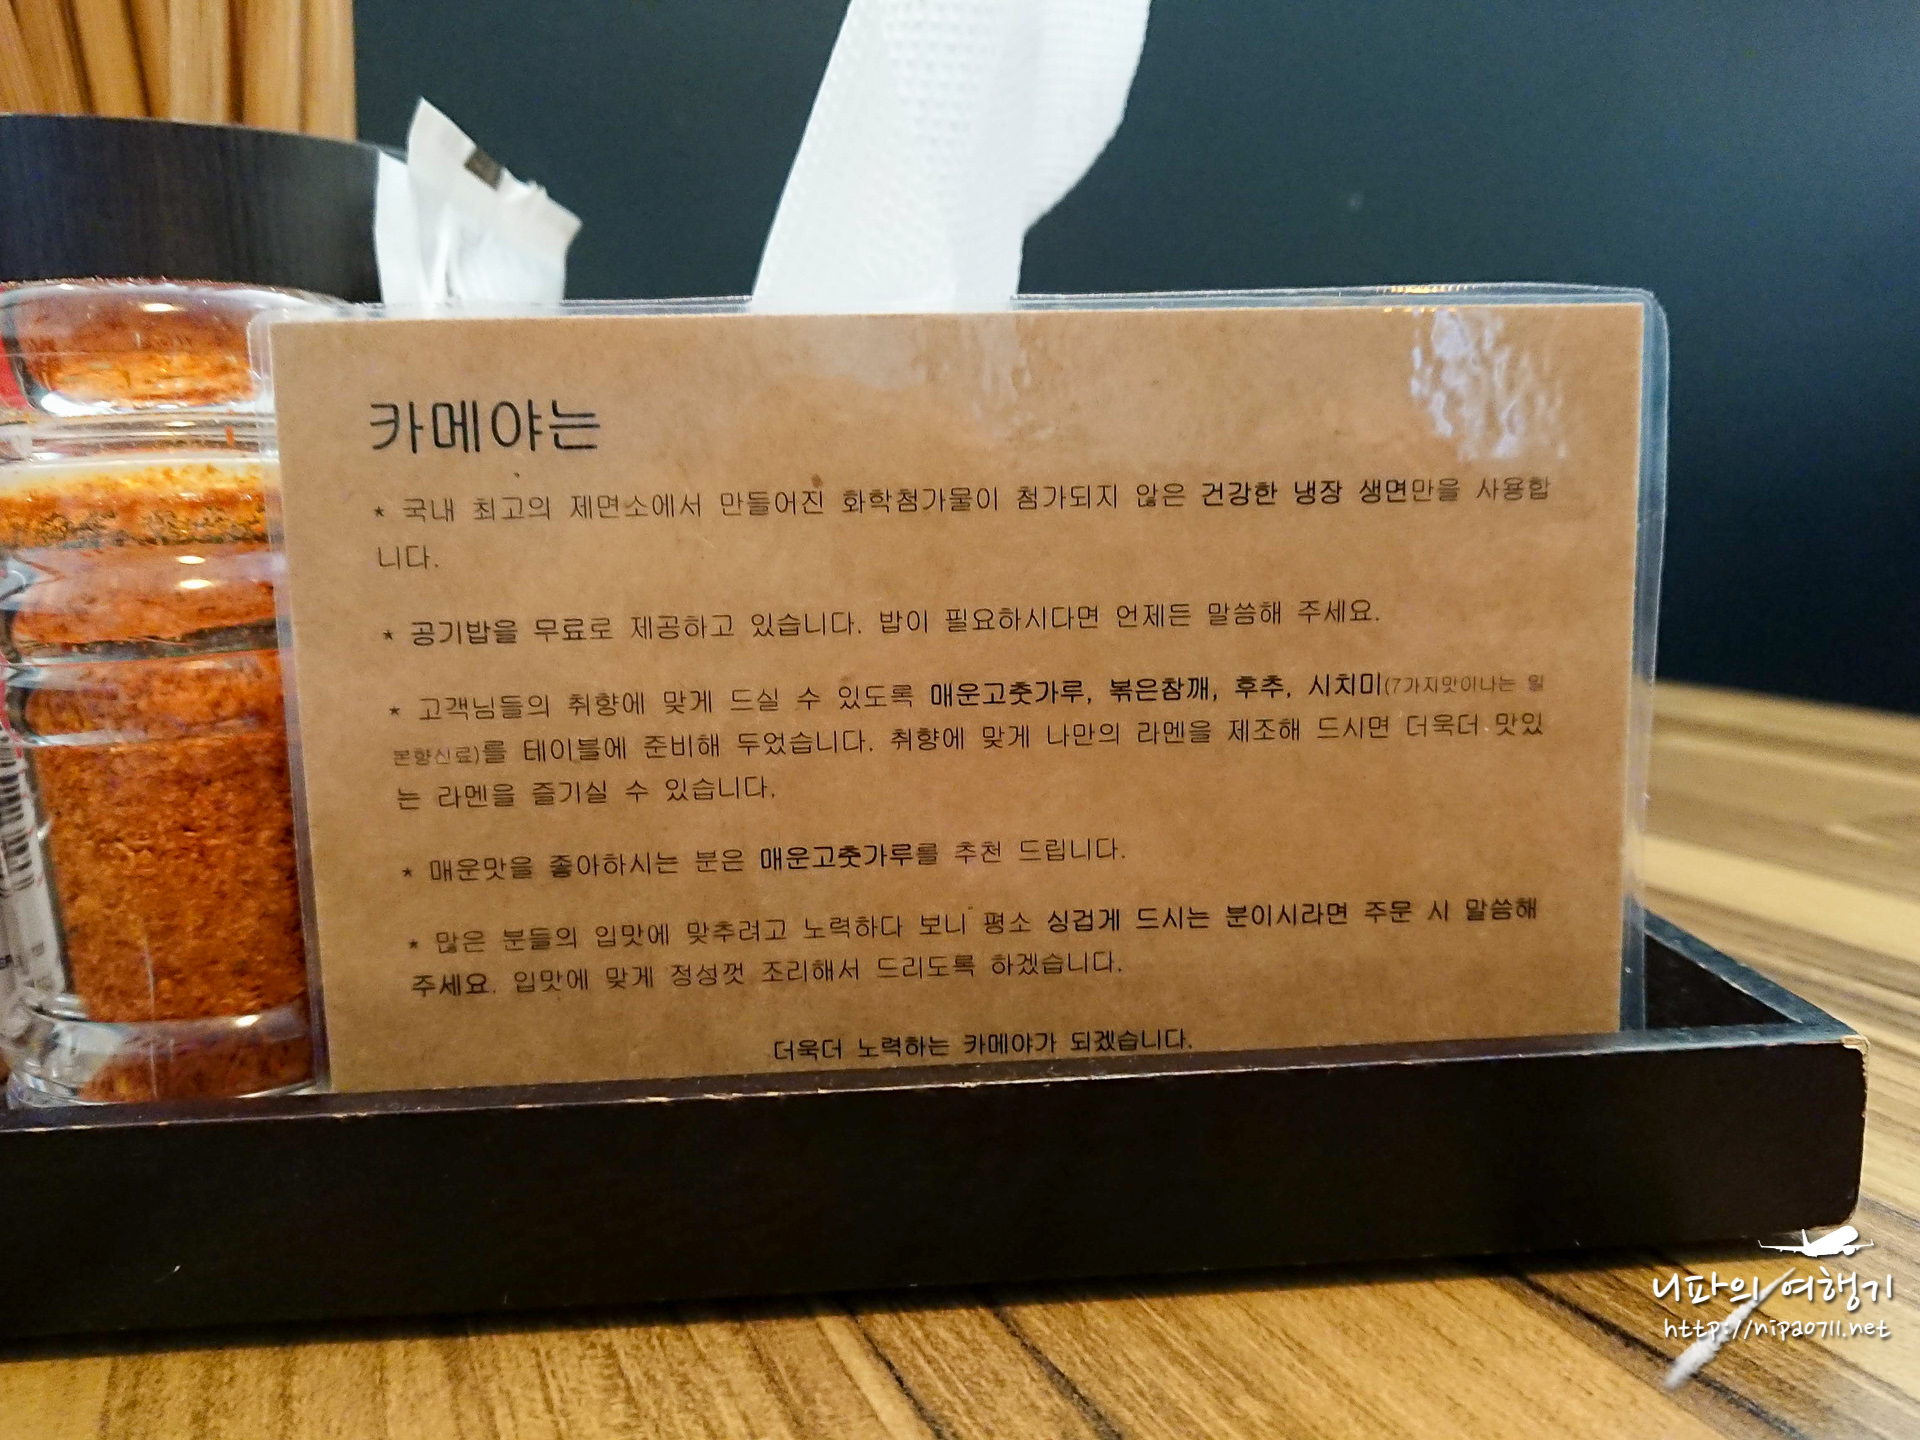 카메야는
* 국내 최고의 제면소에서 만들어진 화학첨가물이 첨가되지 않은 건강한 냉장 생면만을 사용합
니다.
* 공기밥을 무료로 제공하고 있습니다. 밥이 필요하시다면 언제든 말씀해 주세요.
* 고객님들의 취향에 맞게 드실 수 있도록 매운고춧가루, 볶은참깨, 후추, 시치미(7가지맛이나는 일
본향신료)를 테이블에 준비해 두었습니다. 취향에 맞게 나만의 라멘을 제조해 드시면 더욱더 맛있
는 라멘을 즐기실 수 있습니다.
* 매운맛을 좋아하시는 분은 매운고춧가루를 추천 드립니다.
* 많은 분들의 입맛에 맞추려고 노력하다 보니 평소 싱겁게 드시는 분이시라면 주문 시 말씀해
주세요. 입맛에 맞게 정성껏 조리해서 드리도록 하겠습니다.
더욱더 노력하는 카메야가 되겠습니다.
니파의 여행기
http://nipao711.net